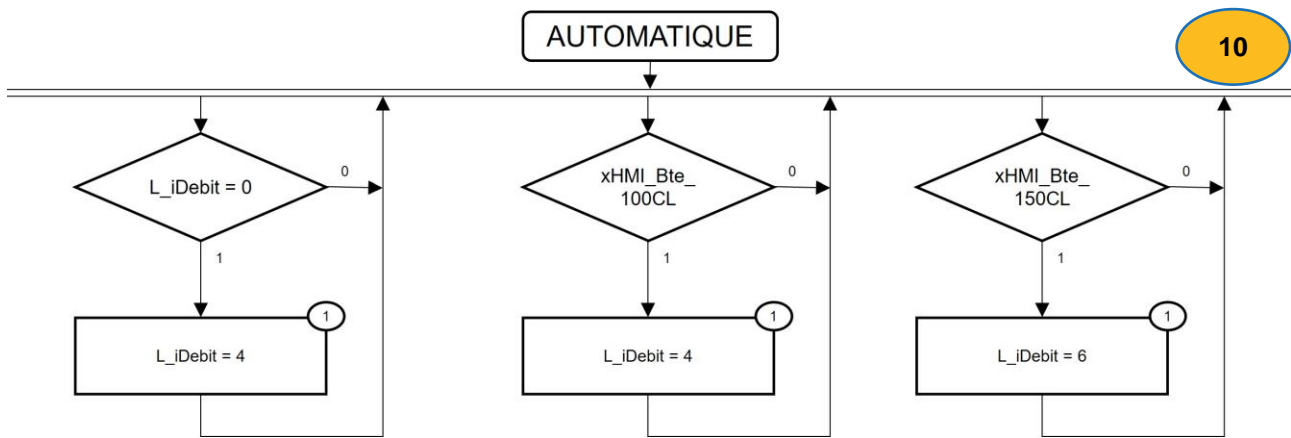 AUTOMATIQUE
10
L_iDebit = 0
0
1
1
L_iDebit = 4
xHMI_Bte_
100CL
0
1
1
L_iDebit = 4
xHMI_Bte_
150CL
0
1
1
L_iDebit = 6